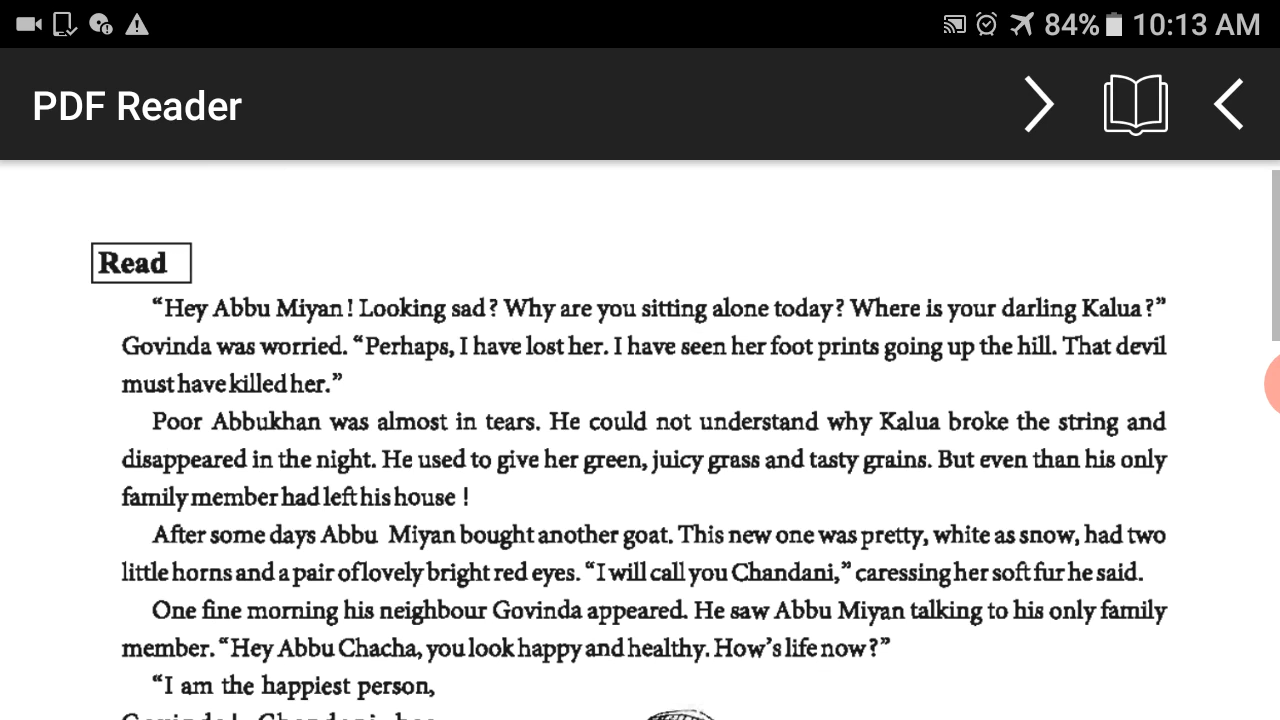 84% 10:13 AM
PDF Reader
Read
“Hey Abbu Miyan! Looking sad? Why are you sitting alone today? Where is your darling Kalua?”
Govinda was worried. “Perhaps, I have lost her. I have seen her foot prints going up the hill. That devil
must have killed her.”
Poor Abbukhan was almost in tears. He could not understand why Kalua broke the string and
disappeared in the night. He used to give her green, juicy grass and tasty grains. But even than his only
family member had left his house !
After some days Abbu Miyan bought another goat. This new one was pretty, white as snow, had two
little horns and a pair of lovely bright red eyes. “I will call you Chandani,” caressing her soft fur he said.
One fine morning his neighbour Govinda appeared. He saw Abbu Miyan talking to his only family
member. “Hey Abbu Chacha, you look happy and healthy. How’s life now?”
“I am the happiest person,
Govinda! Chandani has